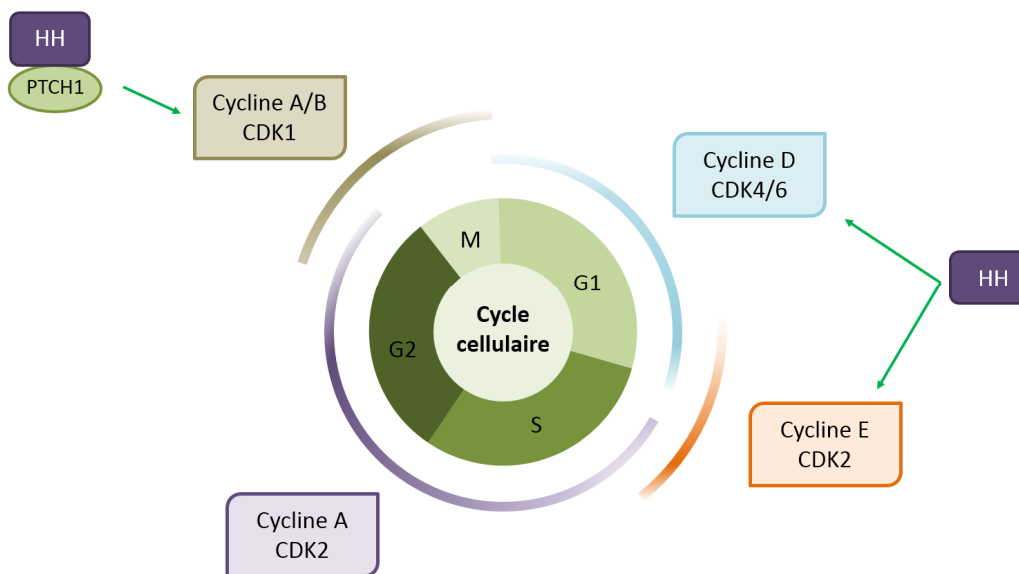 HH
PTCH1
Cycline A/B
CDK1
Cycline D
CDK4/6
M
G1
HH
Cycle
cellulaire
G2
S
Cycline E
CDK2
Cycline A
CDK2